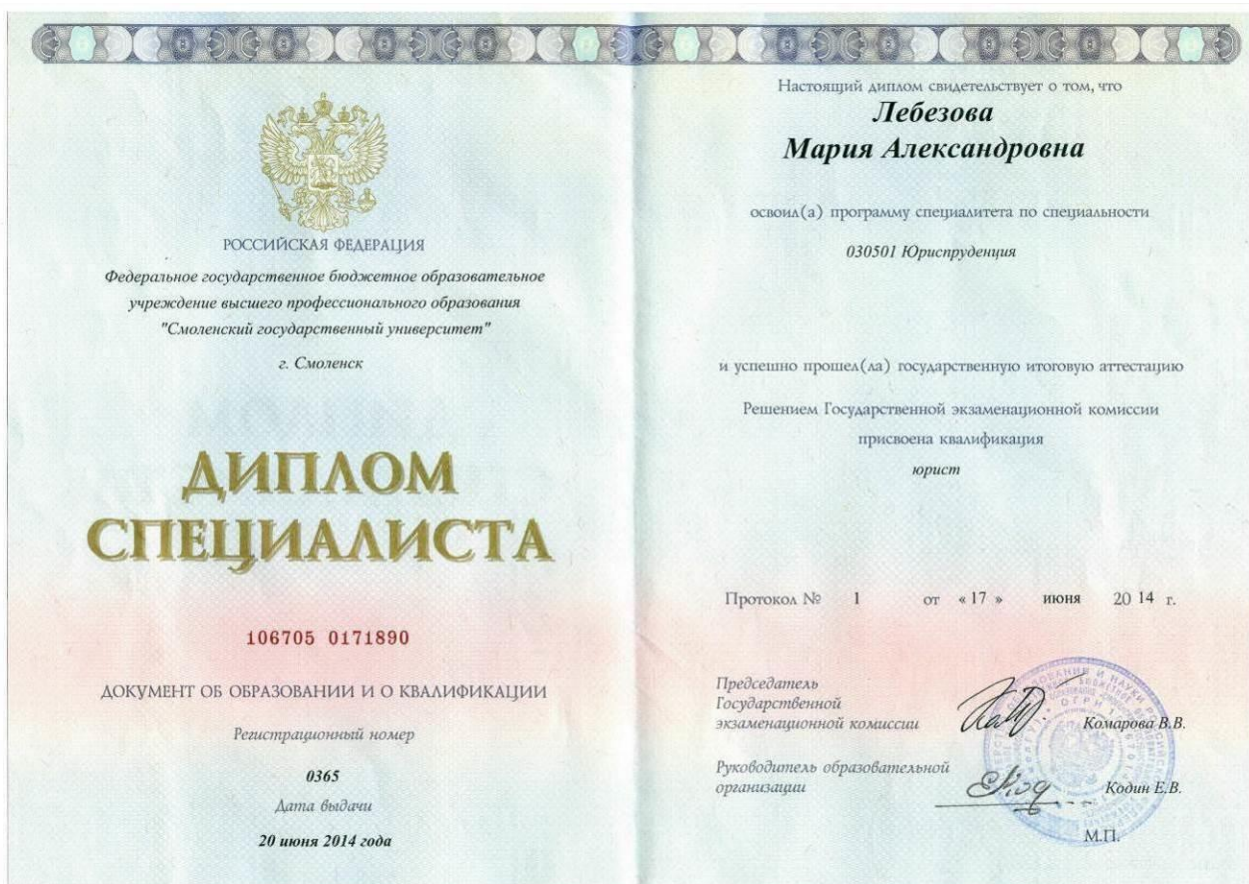 РОССИЙСКАЯ ФЕДЕРАЦИЯ
Федеральное государственное бюджетное образовательное
учреждение высшего профессионального образования
"Смоленский государственный университет"
г. Смоленск
ДИПЛОМ
СПЕЦИАЛИСТА
106705 0171890
ДОКУМЕНТ ОБ ОБРАЗОВАНИИ И О КВАЛИФИКАЦИИ
Регистрационный номер
0365
Дата выдачи
20 июня 2014 года
Настоящий диплом свидетельствует о том, что
Лебезова
Мария Александровна
освоил(а) программу специалитета по специальности
030501 Юриспруденция
и успешно прошел(ла) государственную итоговую аттестацию
Решением Государственной экзаменационной комиссии
присвоена квалификация
юрист
Протокол № 1 от « 17 » июня 20 14 г.
Председатель
Государственной
экзаменационной комиссии Комарова В.В.
Руководитель образовательной
организации Кодин Е.В.
М.П.